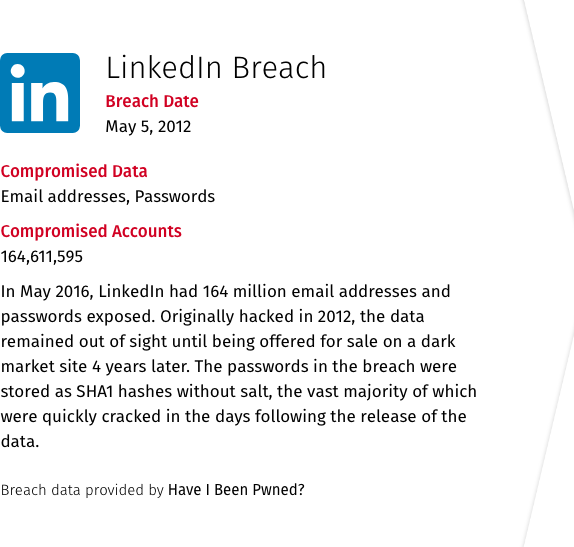 in
LinkedIn Breach
Breach Date
May 5, 2012
Compromised Data
Email addresses, Passwords
Compromised Accounts
164,611,595
In May 2016, LinkedIn had 164 million email addresses and
passwords exposed. Originally hacked in 2012, the data
remained out of sight until being offered for sale on a dark
market site 4 years later. The passwords in the breach were
stored as SHA1 hashes without salt, the vast majority of which
were quickly cracked in the days following the release of the
data.
Breach data provided by Have I Been Pwned?